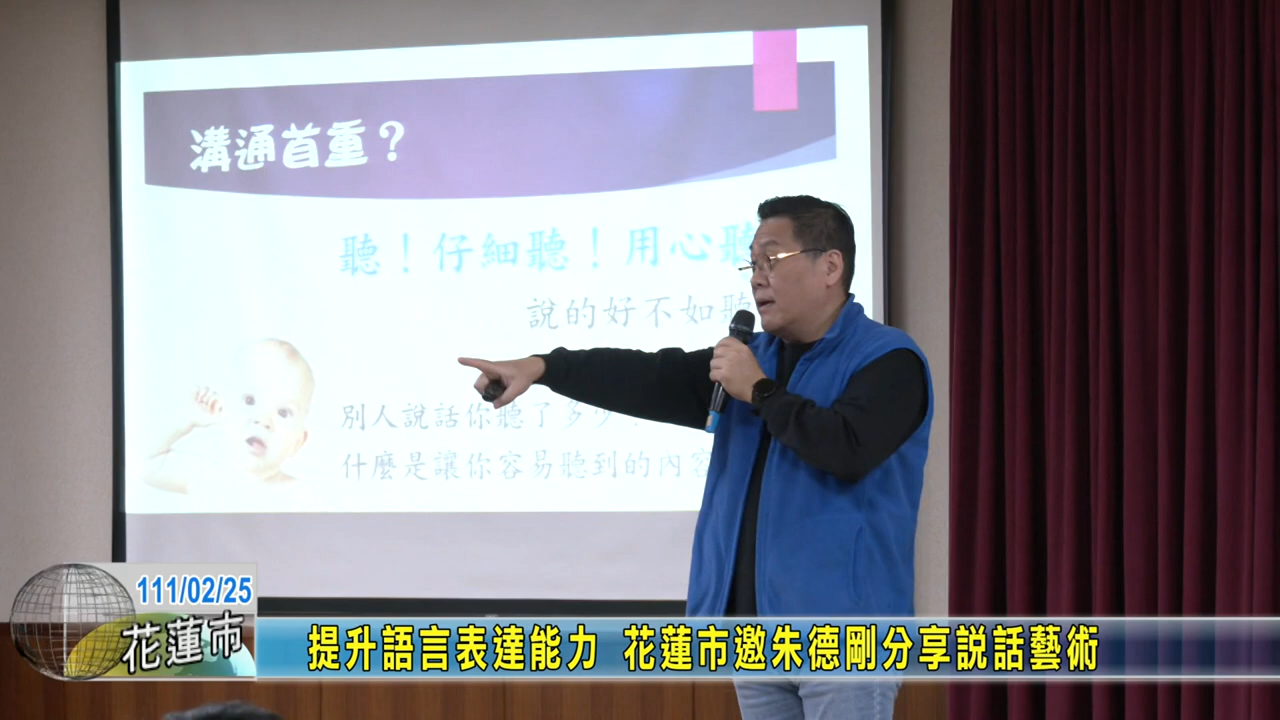 溝通首重？
聽！仔細聽！用心聽
說的好不如聽
別人說話你聽了多少
什麼是讓你容易聽到的內容
111/02/25
花蓮市
提升語言表達能力 花蓮市邀朱德剛分享說話藝術